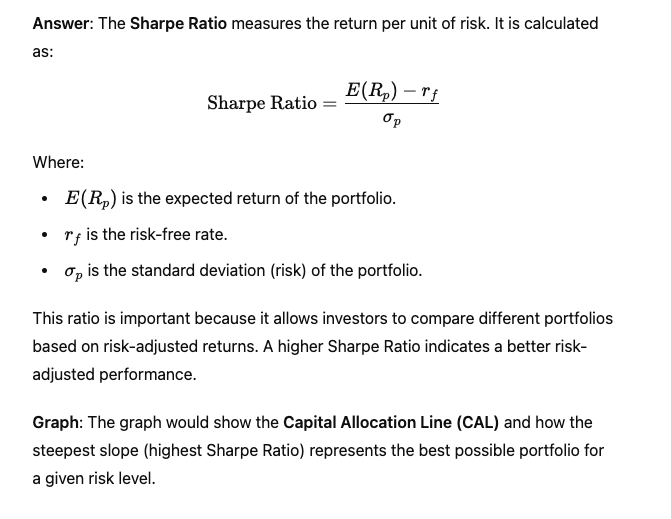 Answer: The Sharpe Ratio measures the return per unit of risk. It is calculated
as:
Sharpe Ratio = \frac{E(R_p) - r_f}{\sigma_p}
Where:
• E(R_p) is the expected return of the portfolio.
• r_f is the risk-free rate.
• σ_p is the standard deviation (risk) of the portfolio.
This ratio is important because it allows investors to compare different portfolios
based on risk-adjusted returns. A higher Sharpe Ratio indicates a better risk-
adjusted performance.
Graph: The graph would show the Capital Allocation Line (CAL) and how the
steepest slope (highest Sharpe Ratio) represents the best possible portfolio for
a given risk level.